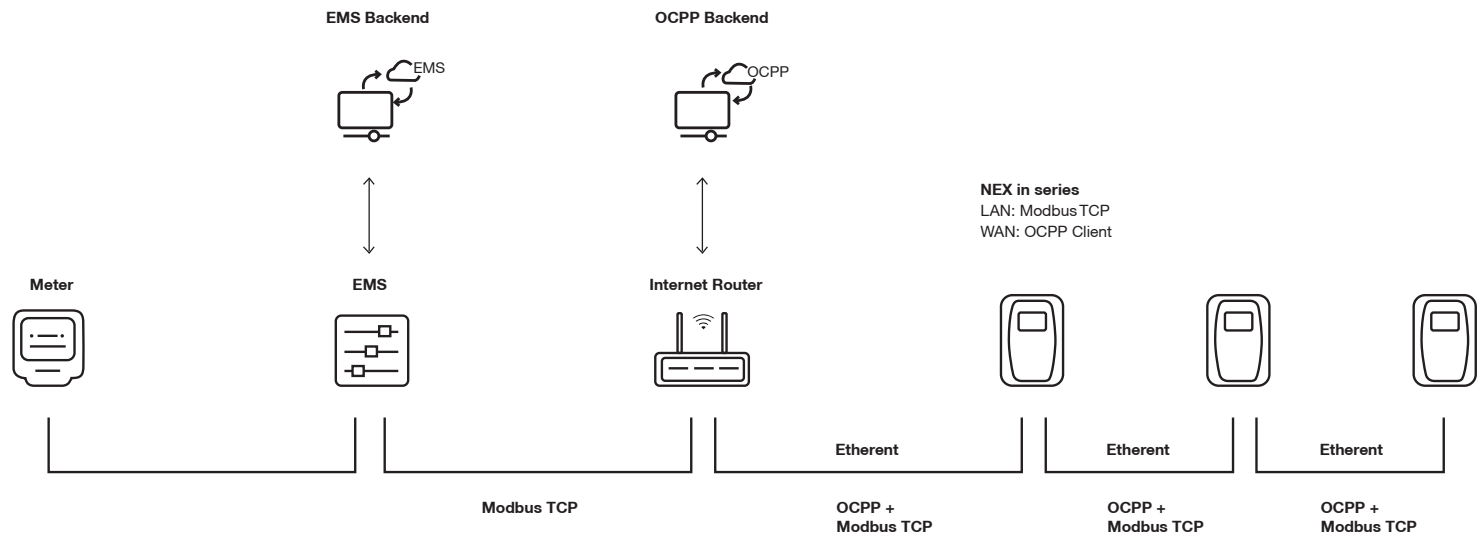 EMS Backend
OCPP Backend
EMS
OCPP
NEX in series
LAN: Modbus TCP
WAN: OCPP Client
Meter
EMS
Internet Router
Etherent
Etherent
Etherent
Modbus TCP
OCPP +
Modbus TCP
OCPP +
Modbus TCP
OCPP +
Modbus TCP